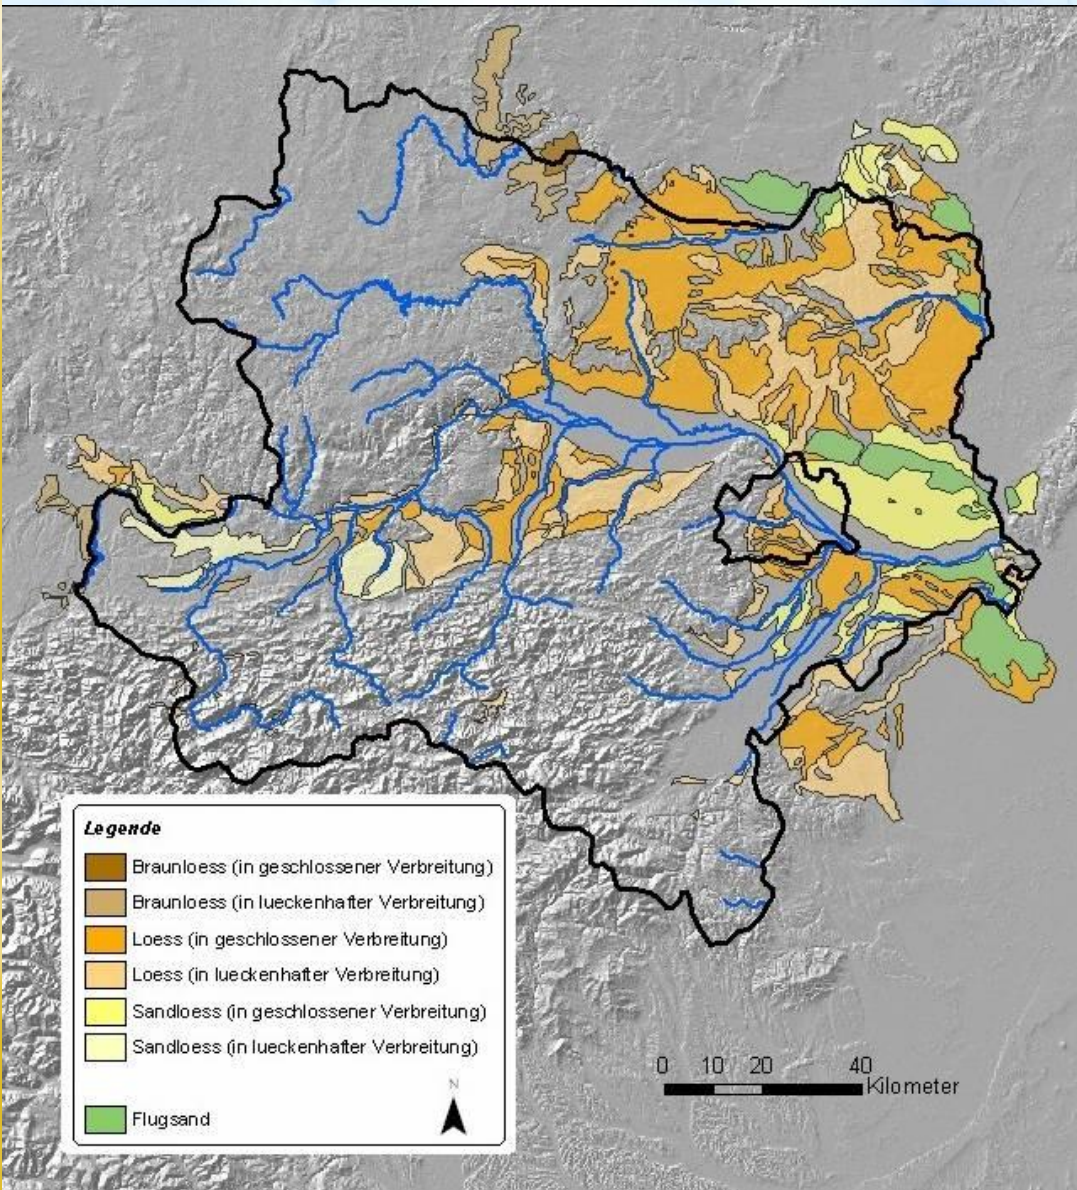 Legende
Braunloess (in geschlossener Verbreitung)
Braunloess (in lueckenhafter Verbreitung)
Loess (in geschlossener Verbreitung)
Loess (in lueckenhafter Verbreitung)
Sandloess (in geschlossener Verbreitung)
Sandloess (in lueckenhafter Verbreitung)
Flugsand
N
0 10 20 40
Kilometer